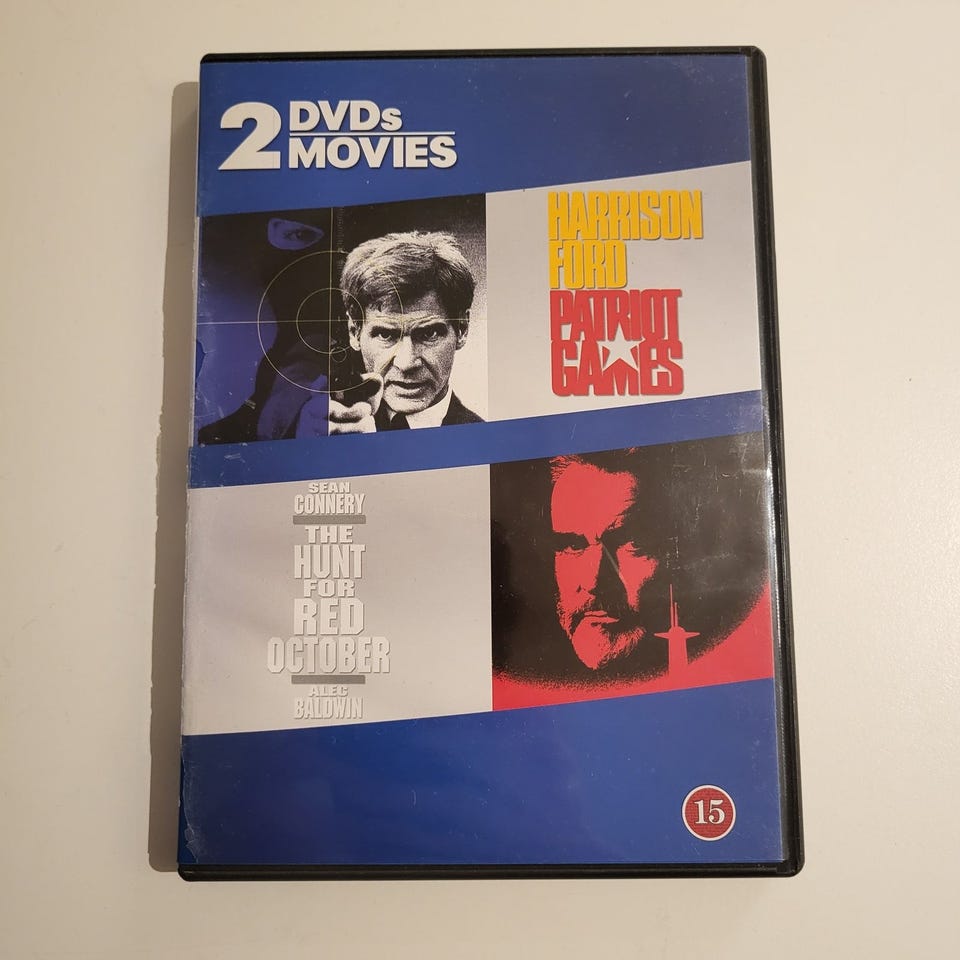 2 DVDs
MOVIES
HARRISON
FORD
PATRIOT
GAMES
SEAN
CONNERY
THE
HUNT
FOR
RED
OCTOBER
ALEC
BALDWIN
15